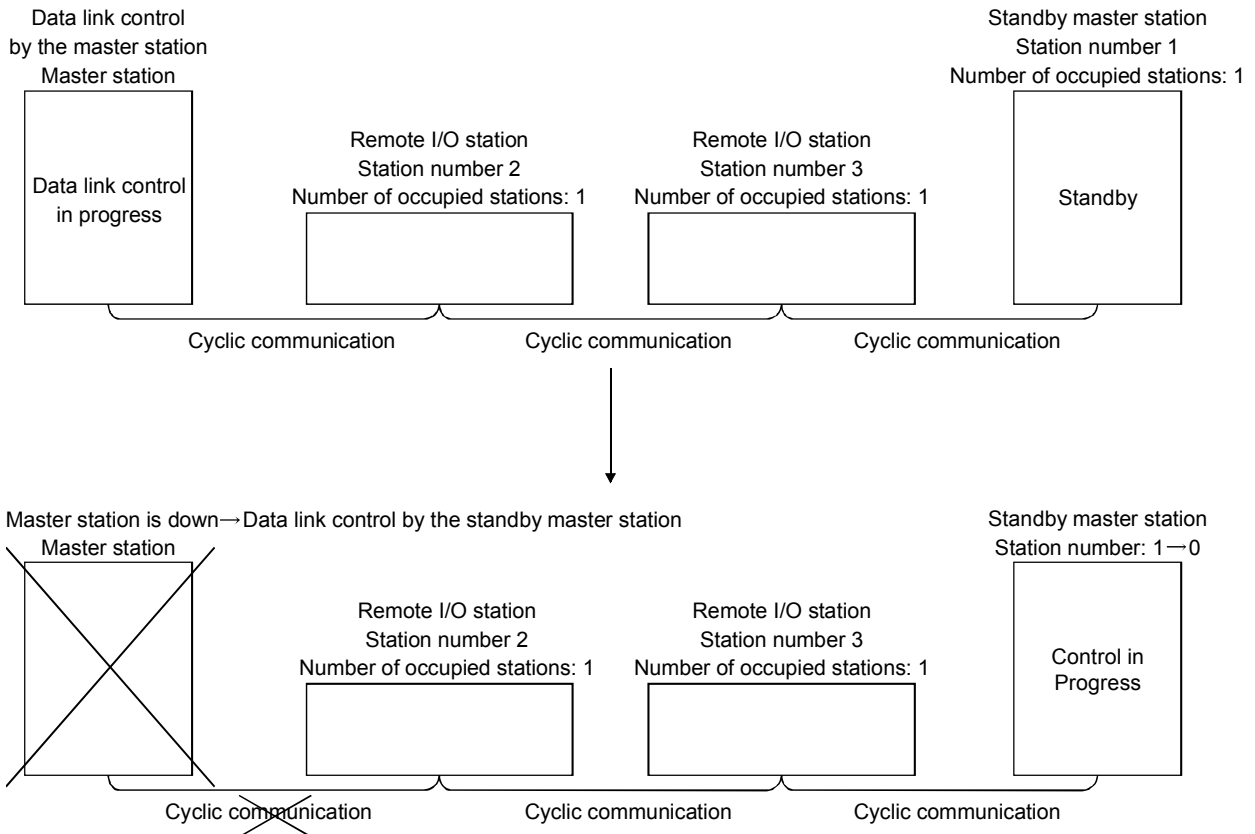 Data link control
by the master station
Master station
Data link control
in progress
Remote I/O station
Station number 2
Number of occupied stations: 1
Remote I/O station
Station number 3
Number of occupied stations: 1
Standby master station
Station number 1
Number of occupied stations: 1
Standby
Cyclic communication
Cyclic communication
Cyclic communication
Master station is down→Data link control by the standby master station
Master station
Remote I/O station
Station number 2
Number of occupied stations: 1
Remote I/O station
Station number 3
Number of occupied stations: 1
Standby master station
Station number: 1→0
Control in
Progress
Cyclic communication
Cyclic communication
Cyclic communication